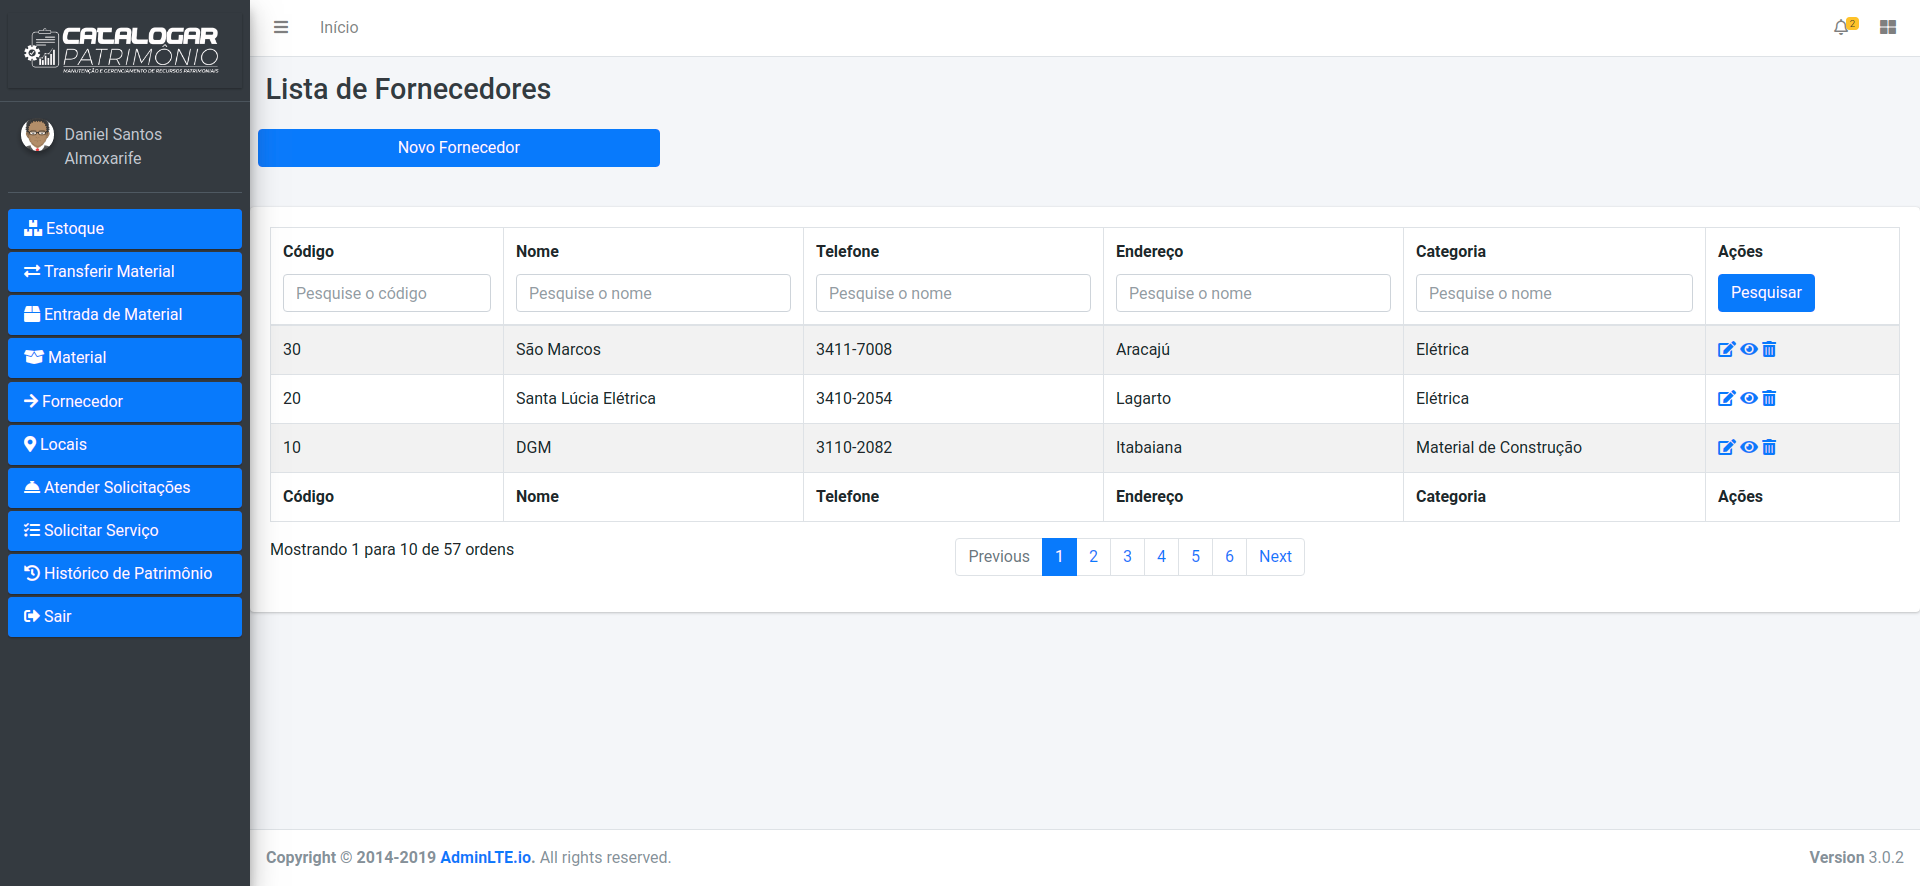 CATALOGAR
PATRIMÔNIO
MANUTENÇÃO E GERENCIAMENTO DE RECURSOS PATRIMONIAIS
Daniel Santos
Almoxarife
Estoque
Transferir Material
Entrada de Material
Material
Fornecedor
Locais
Atender Solicitações
Solicitar Serviço
Histórico de Patrimônio
Sair
Início
2
Lista de Fornecedores
Novo Fornecedor
Código Nome Telefone Endereço Categoria Ações
Pesquise o código Pesquise o nome Pesquise o nome Pesquise o nome Pesquise o nome Pesquisar
30 São Marcos 3411-7008 Aracajú Elétrica
20 Santa Lúcia Elétrica 3410-2054 Lagarto Elétrica
10 DGM 3110-2082 Itabaiana Material de Construção
Código Nome Telefone Endereço Categoria Ações
Mostrando 1 para 10 de 57 ordens
Previous 1 2 3 4 5 6 Next
Copyright © 2014-2019 AdminLTE.io. All rights reserved.
Version 3.0.2